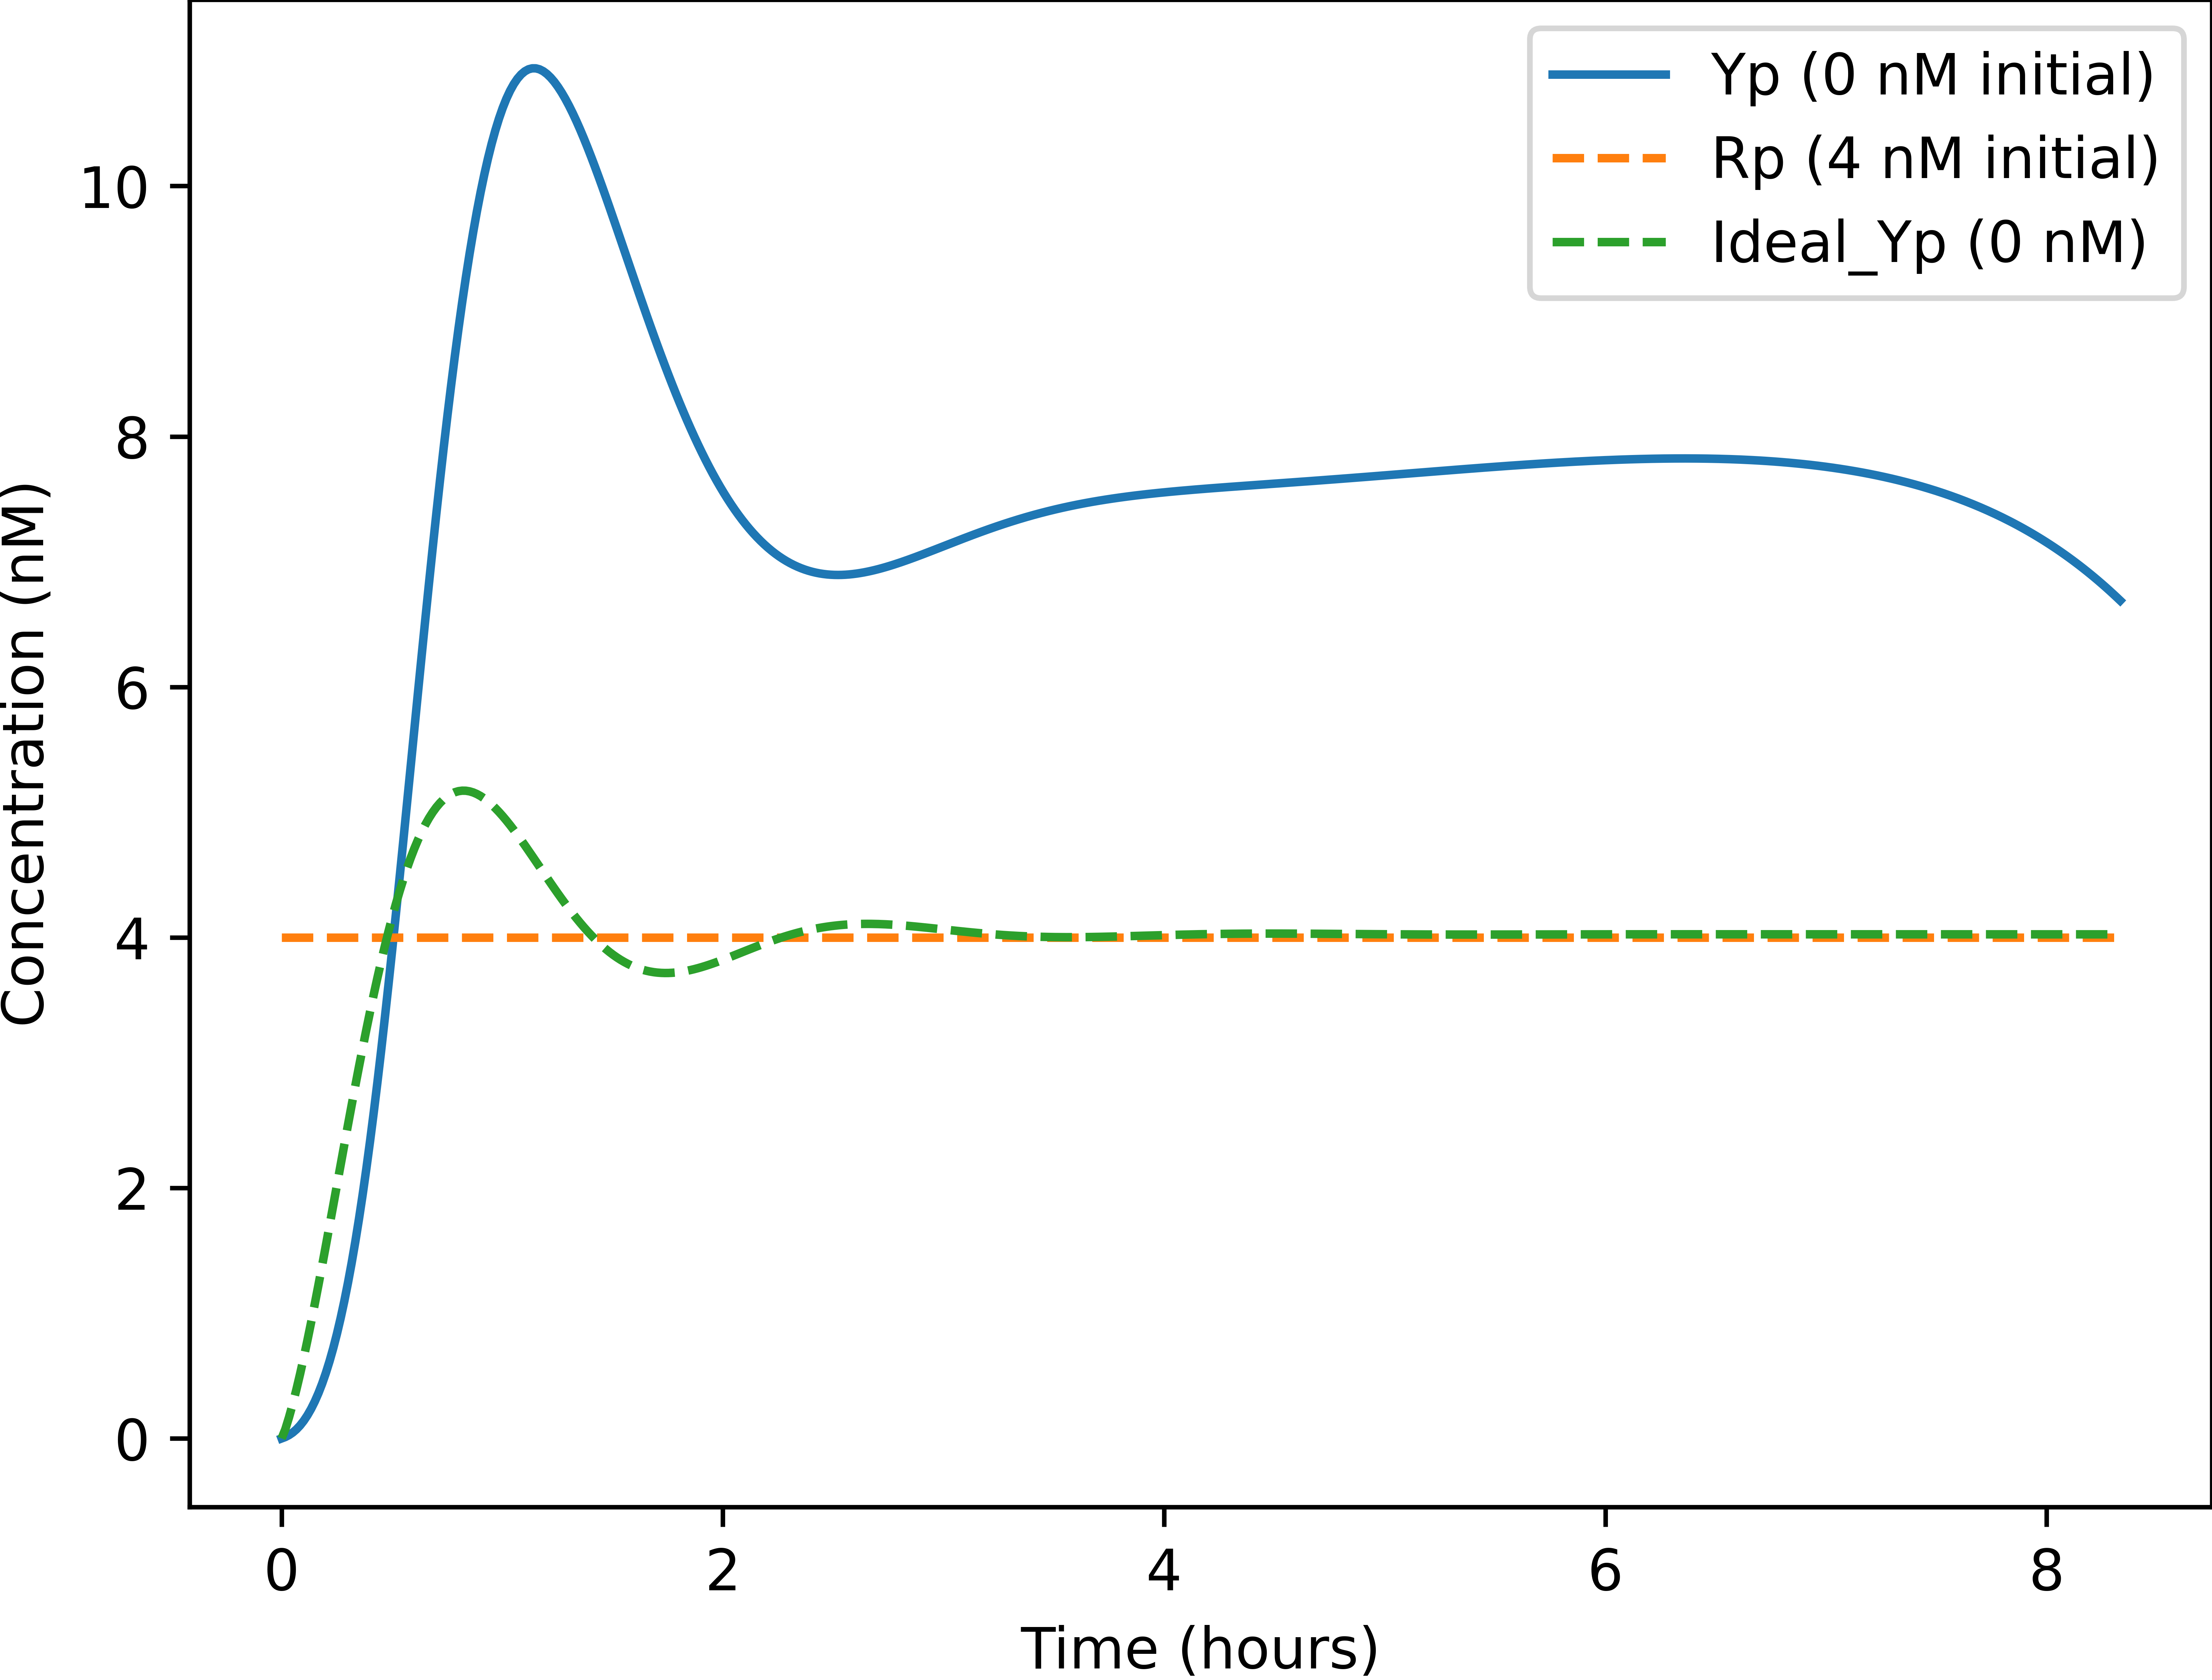 Yp (0 nM initial)
Rp (4 nM initial)
Ideal_Yp (0 nM)
Concentration (nM)
10
8
6
4
2
0
0 2 4 6 8
Time (hours)